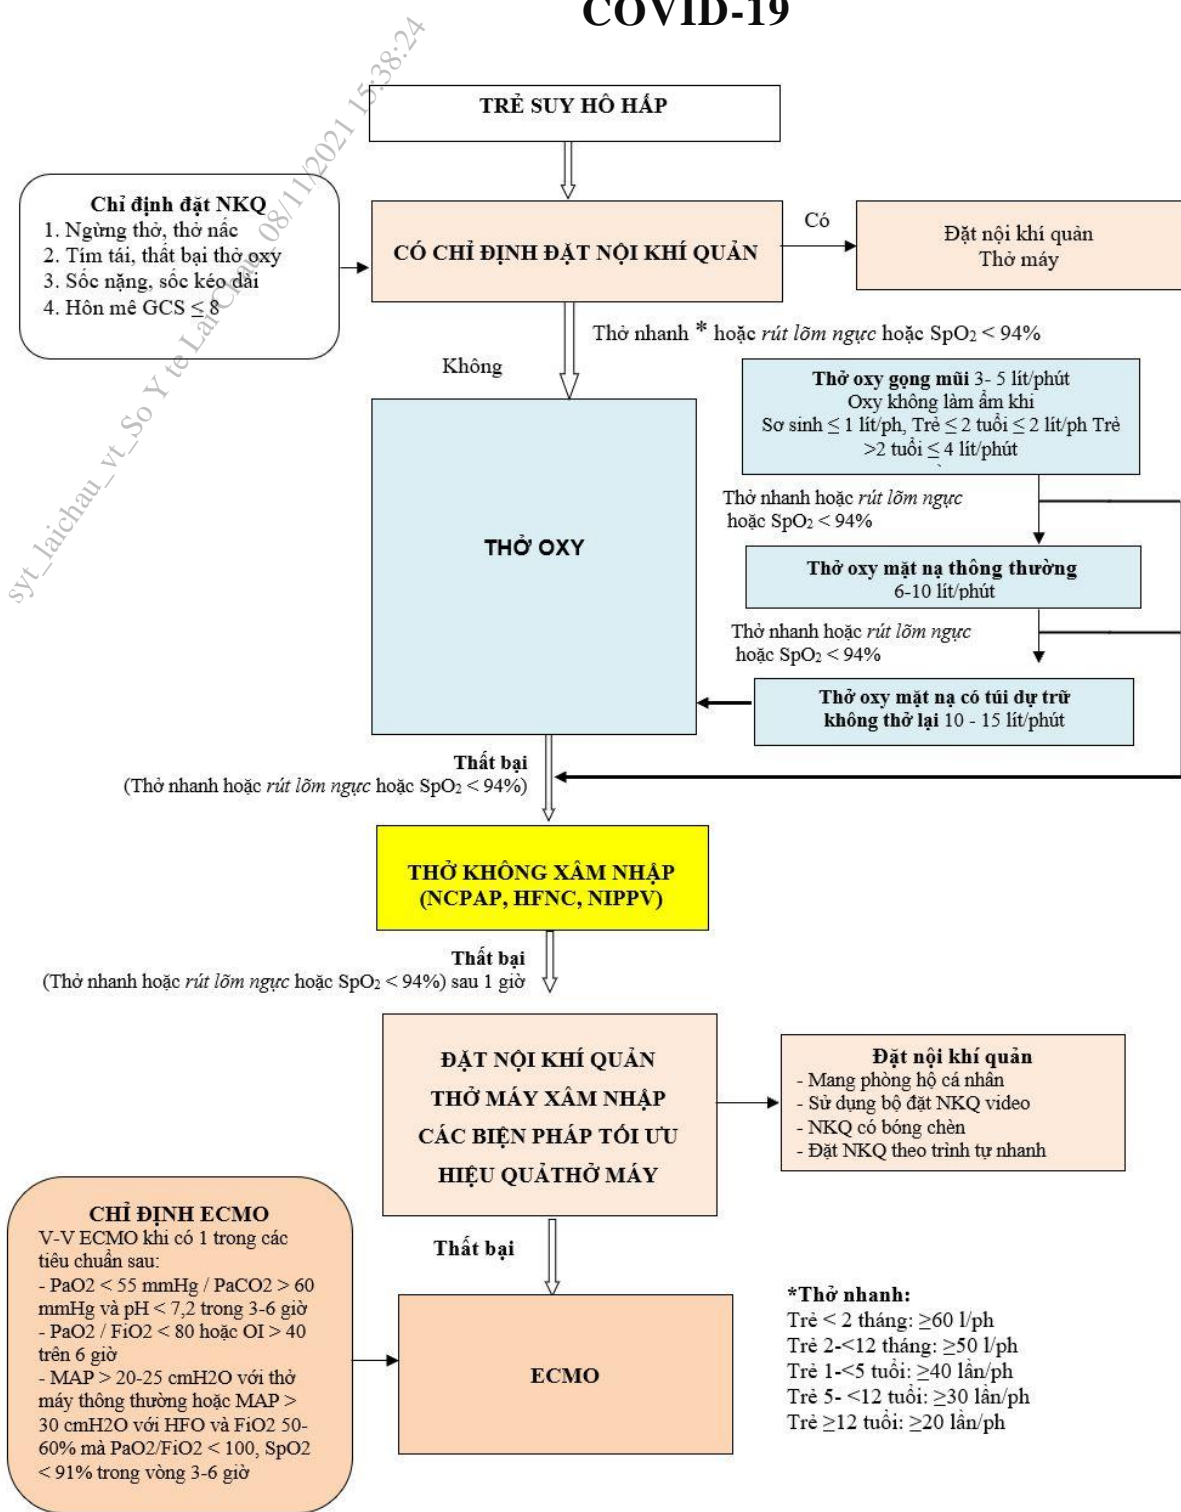 COVID-19
syt_laichau_vt_So Y te Lai Chau_08/11/2021 15:38:24
TRẺ SUY HÔ HẤP
Chỉ định đặt NKQ
1. Ngừng thở, thở nấc
2. Tím tái, thất bại thở oxy
3. Sốc nặng, sốc kéo dài
4. Hôn mê GCS ≤ 8
CÓ CHỈ ĐỊNH ĐẶT NỘI KHÍ QUẢN
Có
Đặt nội khí quản
Thở máy
Thở nhanh * hoặc rút lõm ngực hoặc SpO2 < 94%
Không
Thở oxy gọng mũi 3- 5 lít/phút
Oxy không làm ẩm khi
Sơ sinh ≤ 1 lít/ph, Trẻ ≤ 2 tuổi ≤ 2 lít/ph Trẻ
>2 tuổi ≤ 4 lít/phút
Thở nhanh hoặc rút lõm ngực
hoặc SpO2 < 94%
THỞ OXY
Thở oxy mặt nạ thông thường
6-10 lít/phút
Thở nhanh hoặc rút lõm ngực
hoặc SpO2 < 94%
Thở oxy mặt nạ có túi dự trữ
không thở lại 10 - 15 lít/phút
Thất bại
(Thở nhanh hoặc rút lõm ngực hoặc SpO2 < 94%)
THỞ KHÔNG XÂM NHẬP
(NCPAP, HFNC, NIPPV)
Thất bại
(Thở nhanh hoặc rút lõm ngực hoặc SpO2 < 94%) sau 1 giờ
ĐẶT NỘI KHÍ QUẢN
THỞ MÁY XÂM NHẬP
CÁC BIỆN PHÁP TỐI ƯU
HIỆU QUẢTHỞ MÁY
Đặt nội khí quản
- Mang phòng hộ cá nhân
- Sử dụng bộ đặt NKQ video
- NKQ có bóng chèn
- Đặt NKQ theo trình tự nhanh
CHỈ ĐỊNH ECMO
V-V ECMO khi có 1 trong các
tiêu chuẩn sau:
- PaO2 < 55 mmHg / PaCO2 > 60
mmHg và pH < 7,2 trong 3-6 giờ
- PaO2 / FiO2 < 80 hoặc OI > 40
trên 6 giờ
- MAP > 20-25 cmH2O với thở
máy thông thường hoặc MAP >
30 cmH2O với HFO và FiO2 50-
60% mà PaO2/FiO2 < 100, SpO2
< 91% trong vòng 3-6 giờ
Thất bại
ECMO
*Thở nhanh:
Trẻ < 2 tháng: ≥60 l/ph
Trẻ 2-<12 tháng: ≥50 l/ph
Trẻ 1-<5 tuổi: ≥40 lần/ph
Trẻ 5- <12 tuổi: ≥30 lần/ph
Trẻ ≥12 tuổi: ≥20 lần/ph